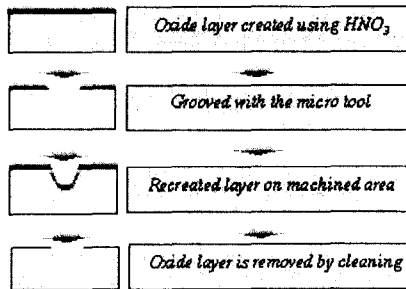 Oxide layer created using HNO₃
Grooved with the micro tool
Recreated layer on machined area
Oxide layer is removed by cleaning